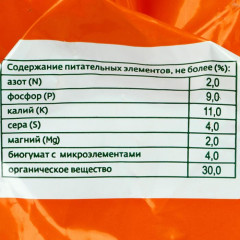 Содержание питательных элементов, не более (%):
азот (N) 2,0
фосфор (P) 9,0
калий (K) 11,0
сера (S) 4,0
магний (Mg) 2,0
биогумат с микроэлементами 4,0
органическое вещество 30,0